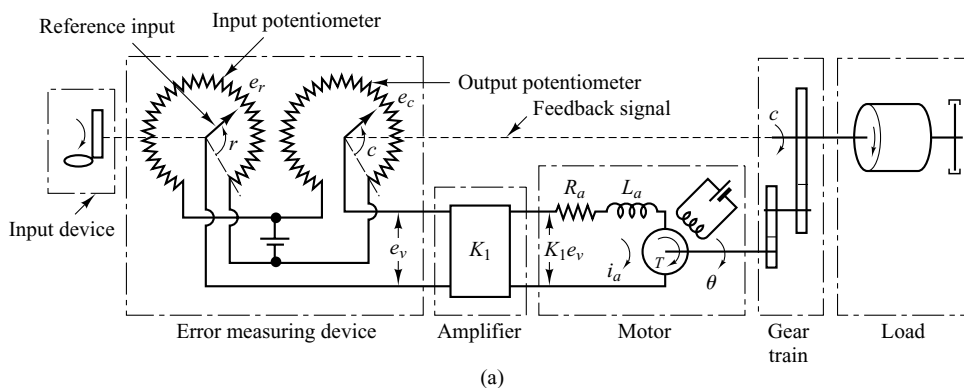 Reference input
Input potentiometer
e_r
r
Output potentiometer
e_c
c
Feedback signal
Input device
e_v
K_1
K_1e_v
R_a
L_a
i_a
T
θ
c
Error measuring device
Amplifier
Motor
Gear
train
Load
(a)